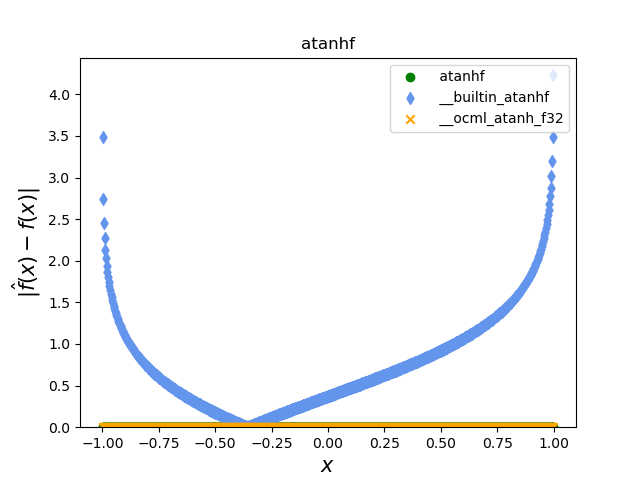 atanhf
atanhf
__builtin_atanhf
__ocml_atanh_f32
|f̂(x) − f(x)|
4.0
3.5
3.0
2.5
2.0
1.5
1.0
0.5
0.0
−1.00 −0.75 −0.50 −0.25 0.00 0.25 0.50 0.75 1.00
x